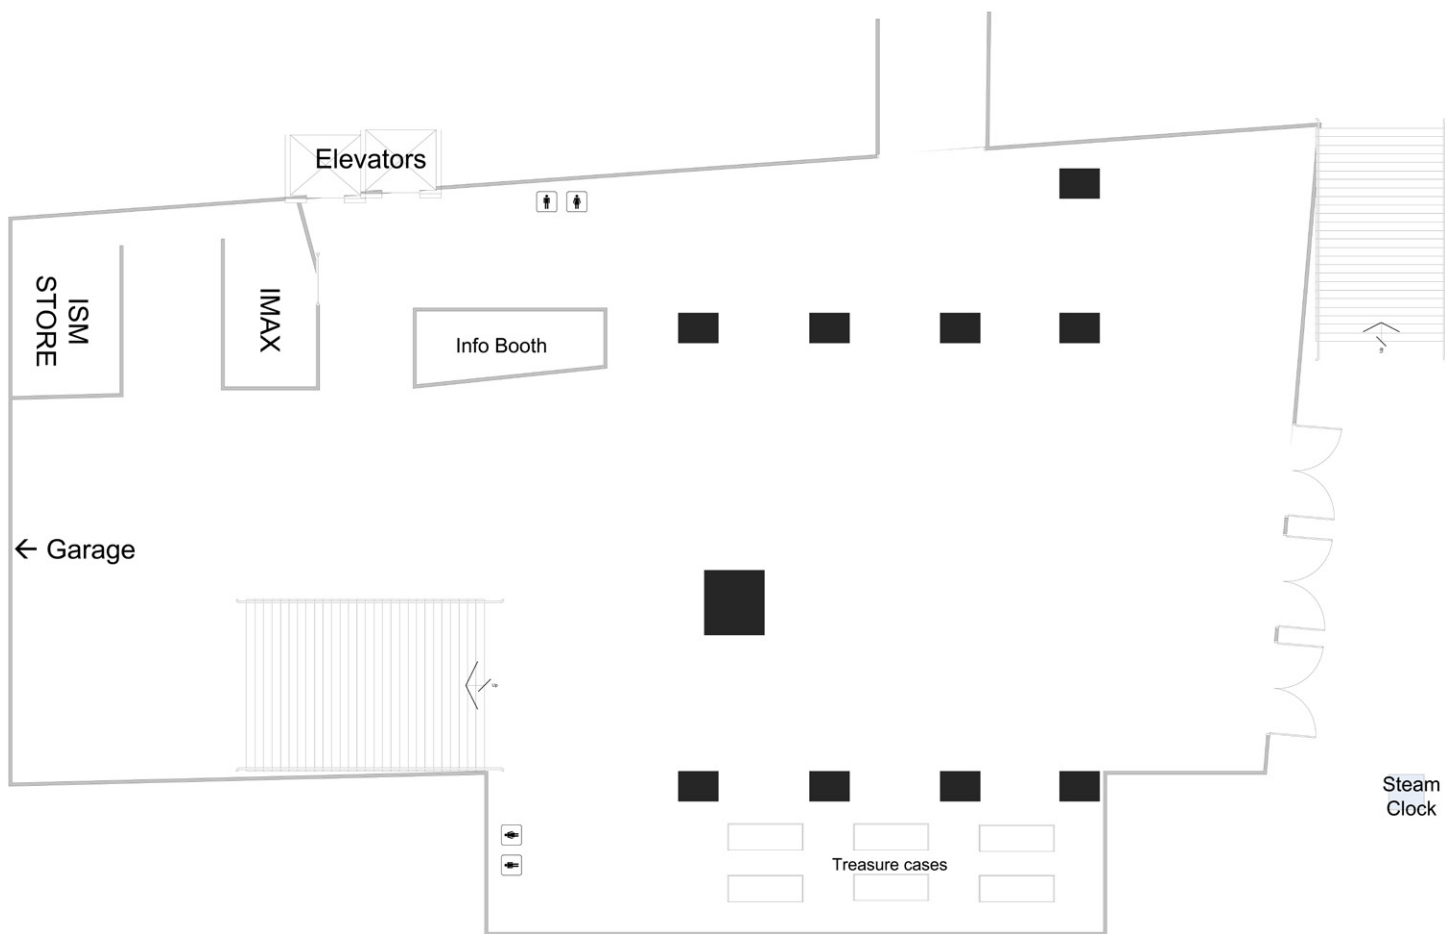 Elevators
ISM
STORE
IMAX
Info Booth
← Garage
Steam
Clock
Treasure cases